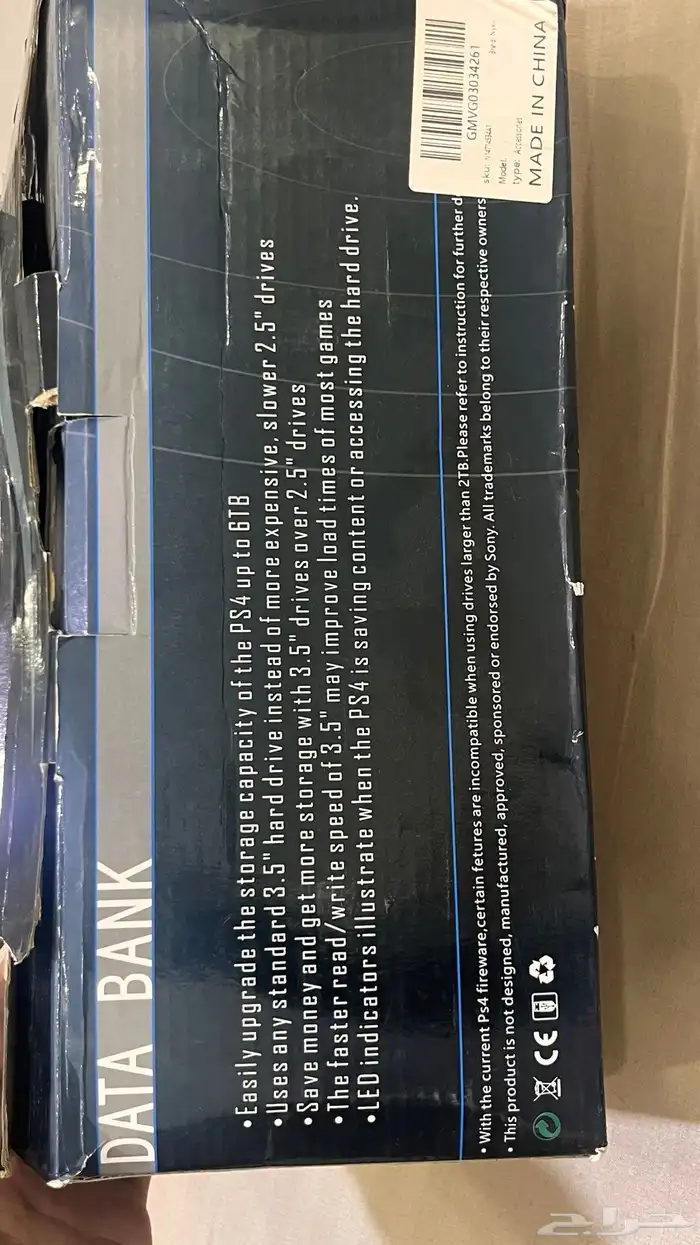 DATA BANK
• Easily upgrade the storage capacity of the PS4 up to 6TB
• Uses any standard 3.5" hard drive instead of more expensive, slower 2.5" drives
• Save money and get more storage with 3.5" drives over 2.5" drives
• The faster read/write speed of 3.5" may improve load times of most games
• LED indicators illustrate when the PS4 is saving content or accessing the hard drive.
• With the current Ps4 fireware,certain fetures are incompatible when using drives larger than 2TB.Please refer to instruction for further d
• This product is not designed, manufactured, approved, sponsored or endorsed by Sony. All trademarks belong to their respective owners
CE
GMVG03034261
sku:
Model:
type: Accessories
MADE IN CHINA
حراج